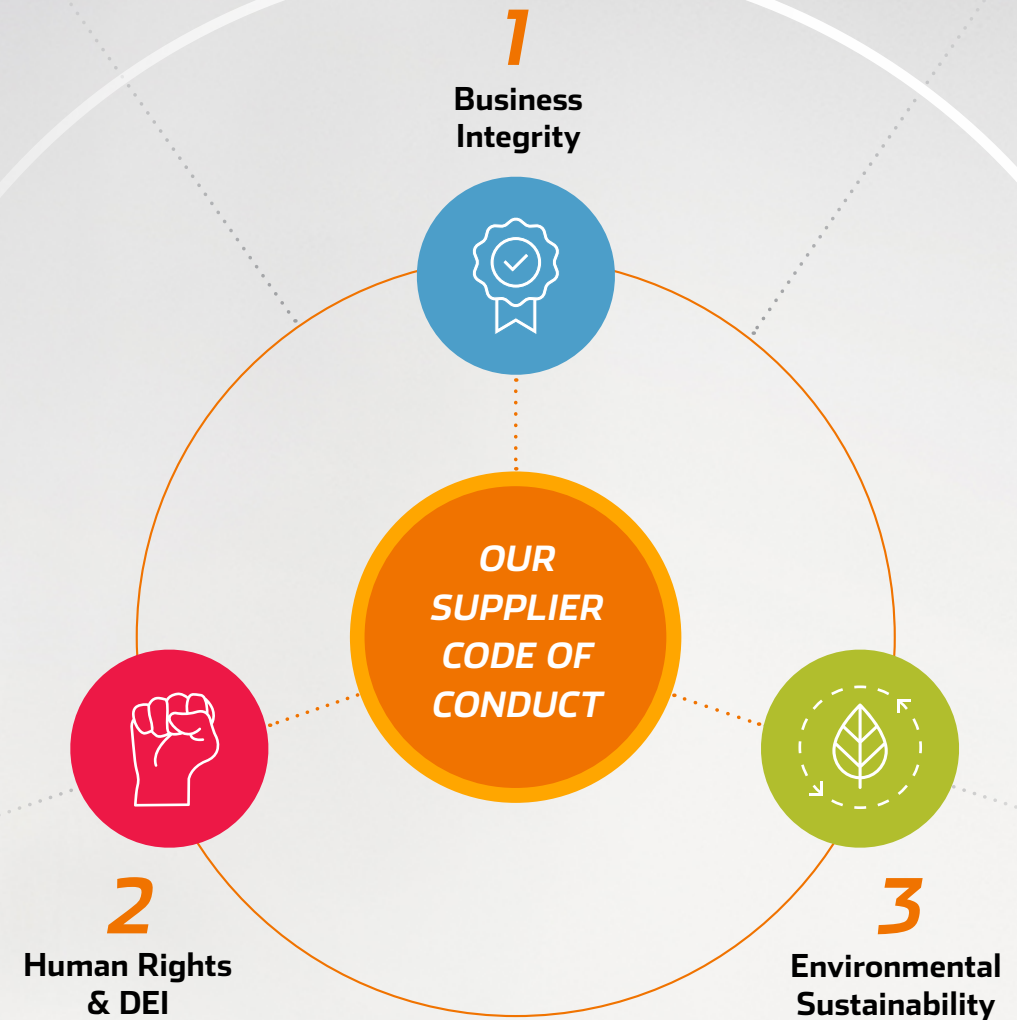 1
Business
Integrity
OUR
SUPPLIER
CODE OF
CONDUCT
2
Human Rights
& DEI
3
Environmental
Sustainability